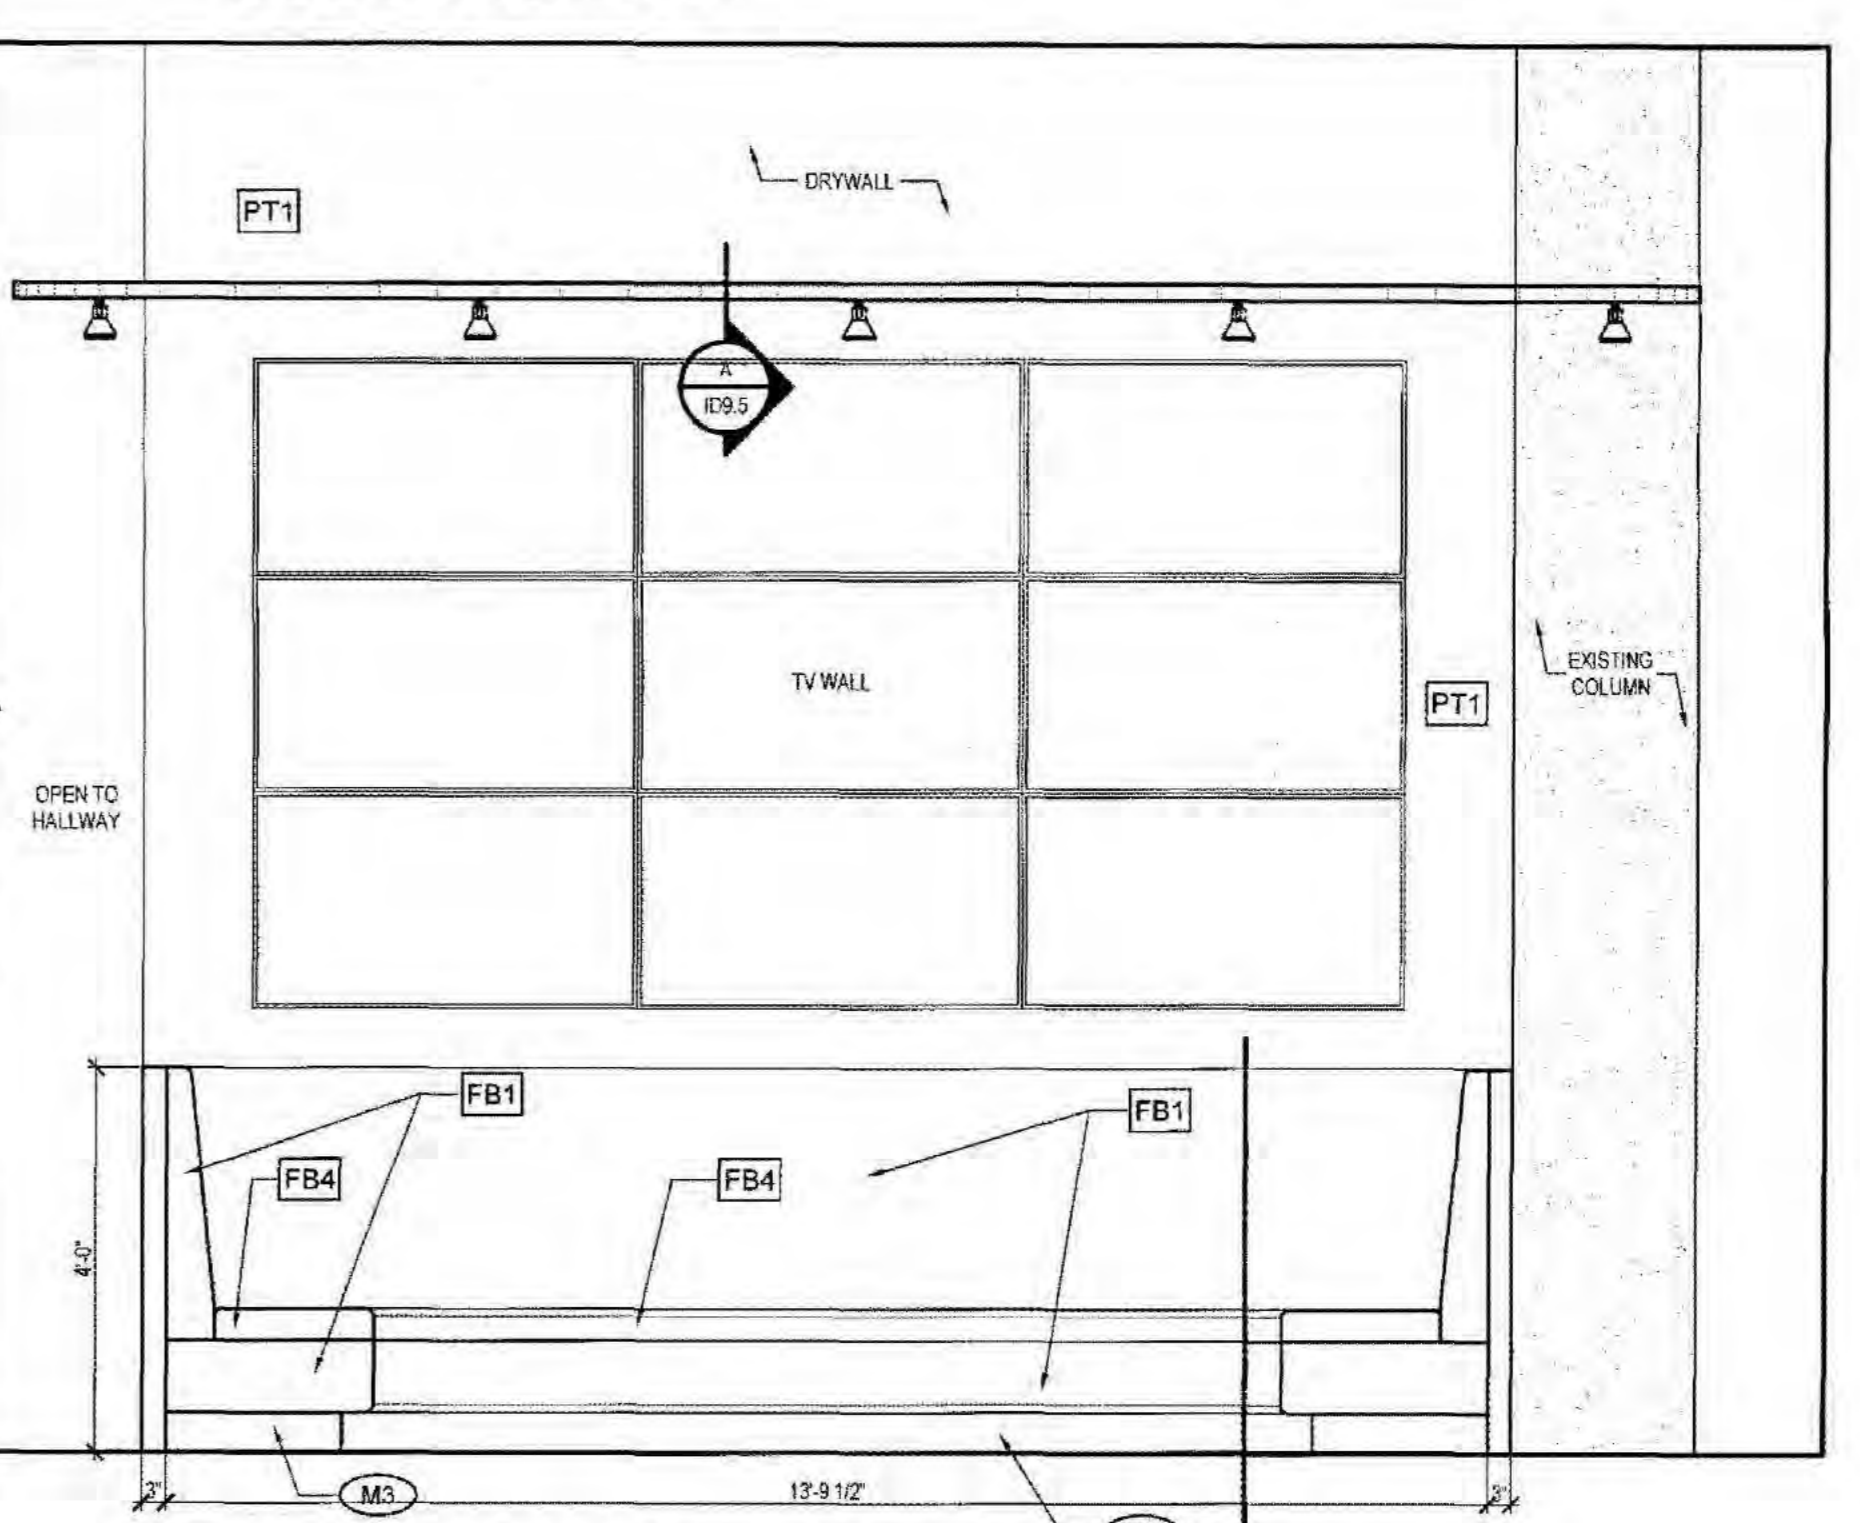 DRYWALL
PT1
A
ID9.5
TV WALL
EXISTING
COLUMN
PT1
OPEN TO
HALLWAY
FB1
FB1
FB4
FB4
4'-0"
3"
M3
13'-9 1/2"
3"